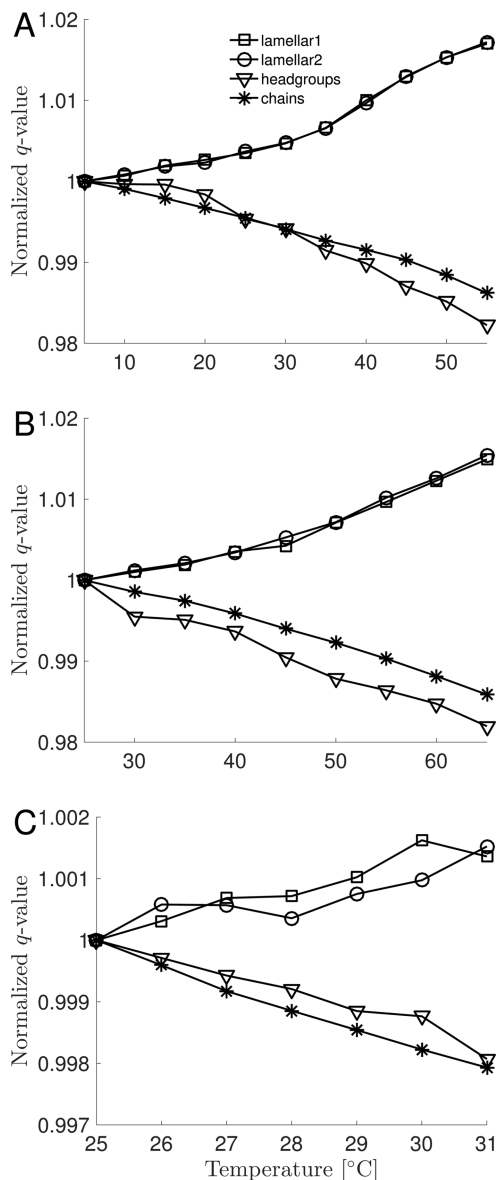 A
1.02
1.01
1
0.99
0.98
Normalized q-value
lamellar1
lamellar2
headgroups
chains
10 20 30 40 50
B
1.02
1.01
1
0.99
0.98
Normalized q-value
30 40 50 60
C
1.002
1.001
1
0.999
0.998
0.997
Normalized q-value
25 26 27 28 29 30 31
Temperature [°C]